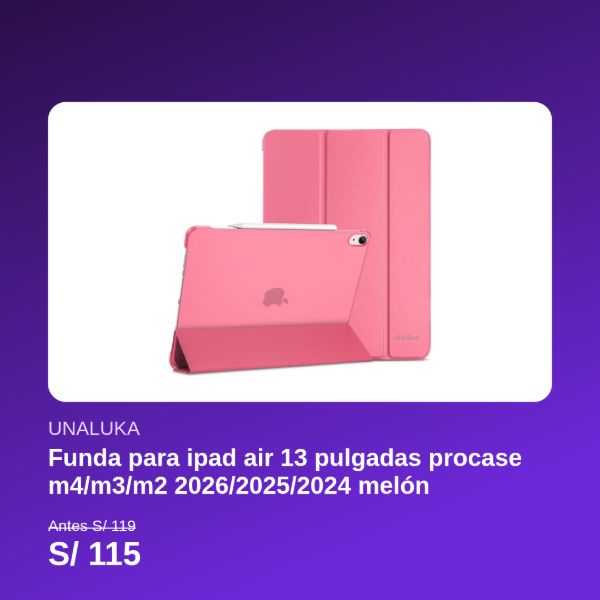 UNALUKA
Funda para ipad air 13 pulgadas procase
m4/m3/m2 2026/2025/2024 melón
Antes S/ 119
S/ 115